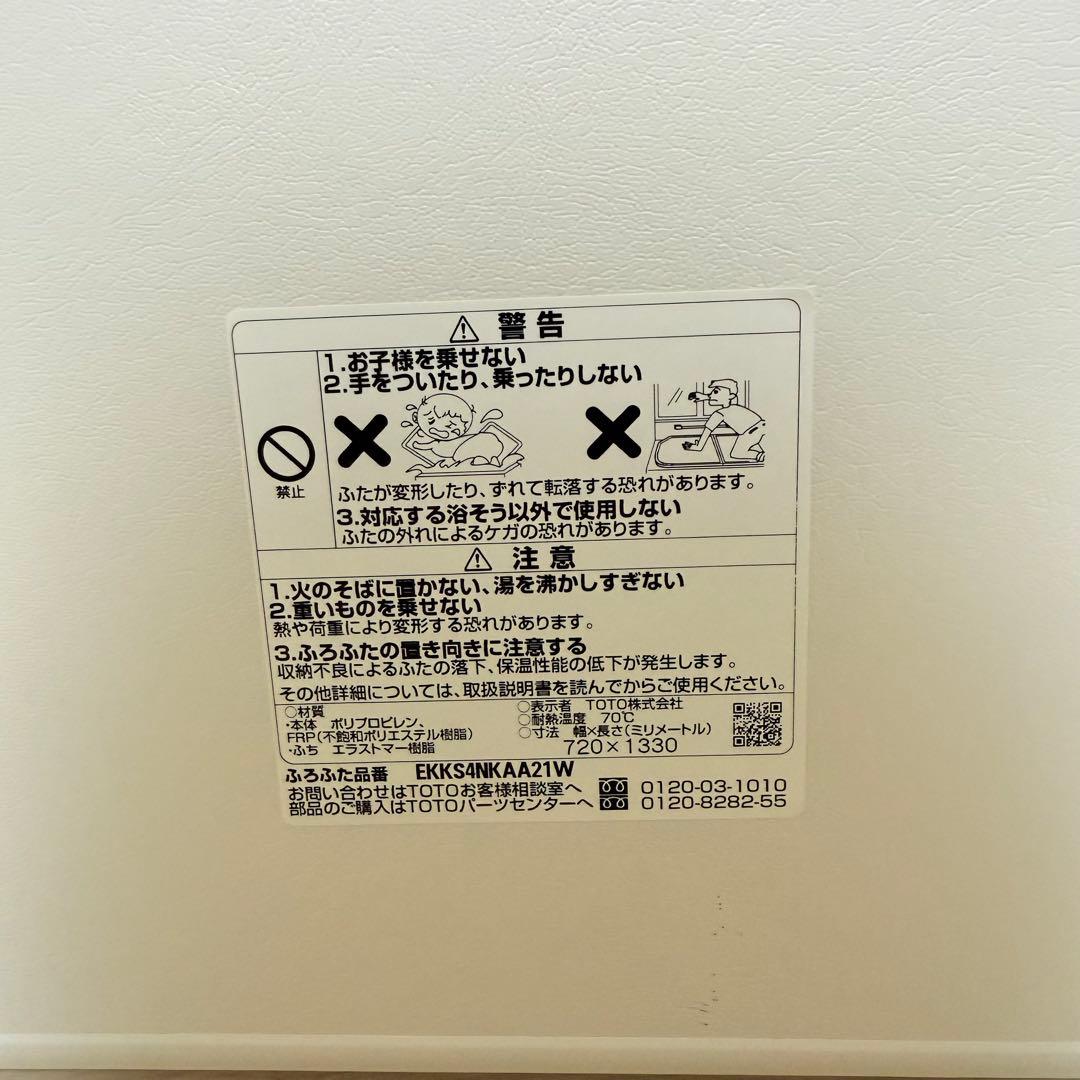 ⚠ 警告
1.お子様を乗せない
2.手をついたり、乗ったりしない
禁止
ふたが変形したり、ずれて転落する恐れがあります。
3.対応する浴そう以外で使用しない
ふたの外れによるケガの恐れがあります。
⚠ 注意
1.火のそばに置かない、湯を沸かしすぎない
2.重いものを乗せない
熱や荷重により変形する恐れがあります。
3.ふろふたの置き向きに注意する
収納不良によるふたの落下、保温性能の低下が発生します。
その他詳細については、取扱説明書を読んでからご使用ください。
○材質
・本体 ポリプロピレン、
FRP(不飽和ポリエステル樹脂)
・ふち エラストマー樹脂
○表示者 TOTO株式会社
○耐熱温度 70℃
○寸法 幅×長さ(ミリメートル)
720×1330
ふろふた品番 EKKS4NKAA21W
お問い合わせはTOTOお客様相談室へ 0120-03-1010
部品のご購入はTOTOパーツセンターへ 0120-8282-55